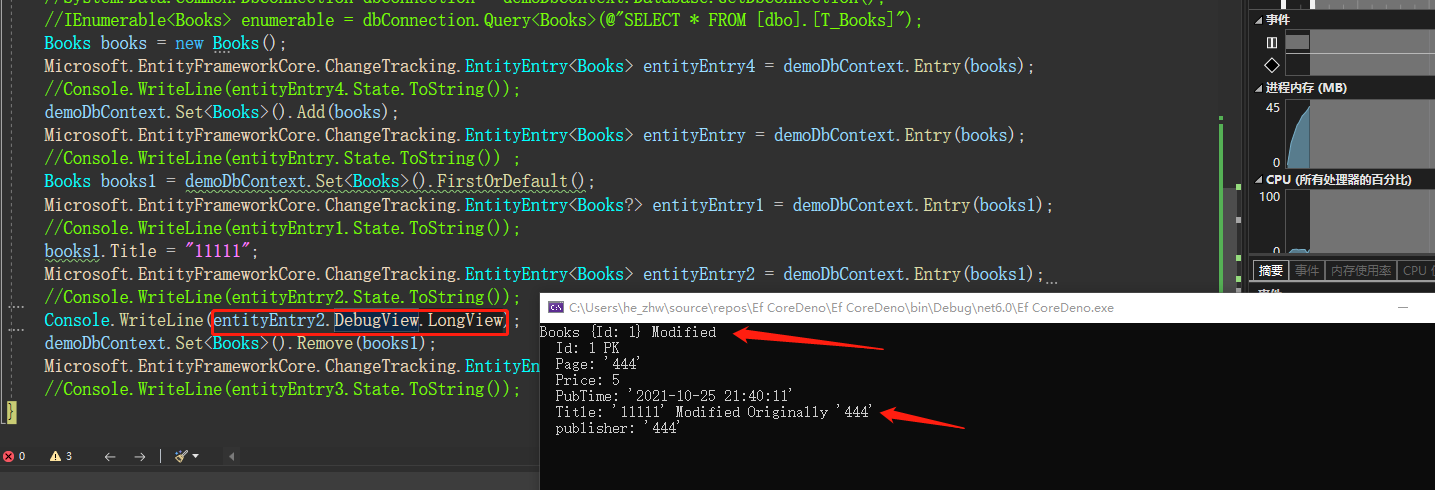 //System.Data.Common.DbConnection dbConnection = demoDbContext.Database.GetDbConnection();
//IEnumerable<Books> enumerable = dbConnection.Query<Books>(@"SELECT * FROM [dbo].[T_Books]");
Books books = new Books();
Microsoft.EntityFrameworkCore.ChangeTracking.EntityEntry<Books> entityEntry4 = demoDbContext.Entry(books);
//Console.WriteLine(entityEntry4.State.ToString());
demoDbContext.Set<Books>().Add(books);
Microsoft.EntityFrameworkCore.ChangeTracking.EntityEntry<Books> entityEntry = demoDbContext.Entry(books);
//Console.WriteLine(entityEntry.State.ToString()) ;
Books books1 = demoDbContext.Set<Books>().FirstOrDefault();
Microsoft.EntityFrameworkCore.ChangeTracking.EntityEntry<Books?> entityEntry1 = demoDbContext.Entry(books1);
//Console.WriteLine(entityEntry1.State.ToString());
books1.Title = "11111";
Microsoft.EntityFrameworkCore.ChangeTracking.EntityEntry<Books> entityEntry2 = demoDbContext.Entry(books1);...
//Console.WriteLine(entityEntry2.State.ToString());
Console.WriteLine(entityEntry2.DebugView.LongView);
demoDbContext.Set<Books>().Remove(books1);
Microsoft.EntityFrameworkCore.ChangeTracking.EntityEn
//Console.WriteLine(entityEntry3.State.ToString());
}
0 3
事件
进程内存 (MB)
45
0
CPU (所有处理器的百分比)
100
0
摘要 事件 内存使用率 CPU
C:\Users\he_zhw\source\repos\Ef CoreDeno\Ef CoreDeno\bin\Debug\net6.0\Ef CoreDeno.exe
Books {Id: 1} Modified
Id: 1 PK
Page: '444'
Price: 5
PubTime: '2021-10-25 21:40:11'
Title: '11111' Modified Originally '444'
publisher: '444'